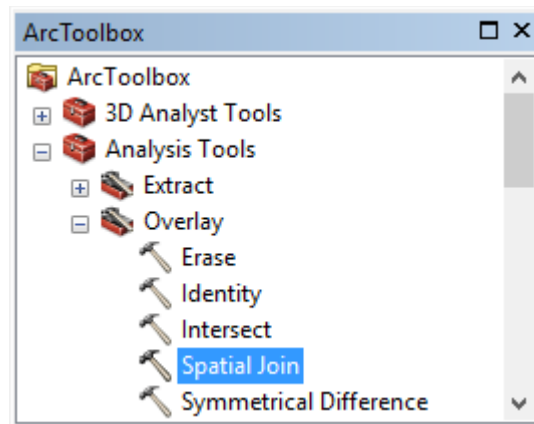 ArcToolbox
ArcToolbox
3D Analyst Tools
Analysis Tools
Extract
Overlay
Erase
Identity
Intersect
Spatial Join
Symmetrical Difference